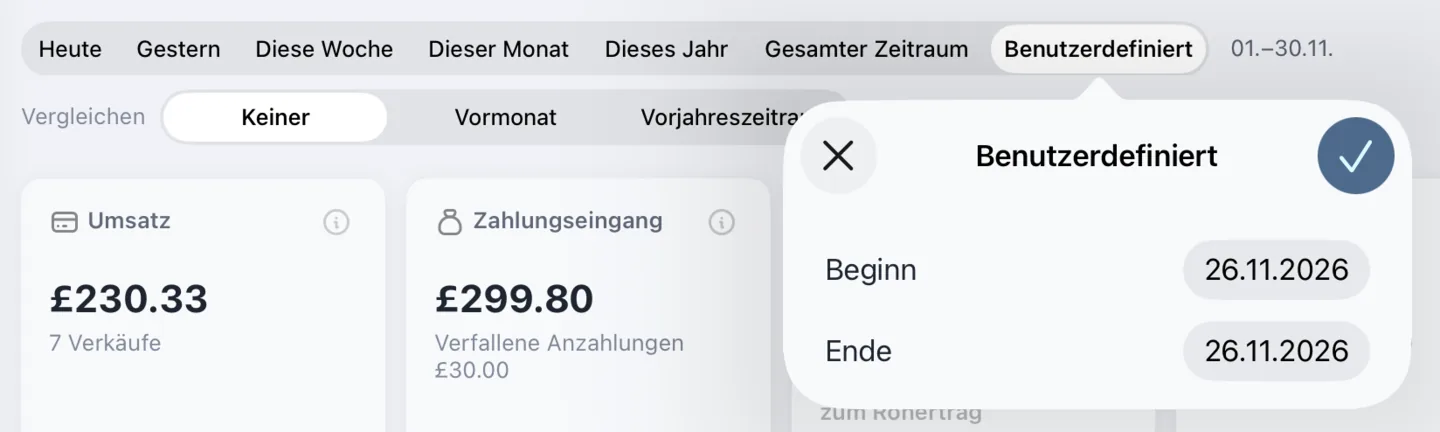 Heute Gestern Diese Woche Dieser Monat Dieses Jahr Gesamter Zeitraum Benutzerdefiniert 01.–30.11.
Vergleichen Keiner Vormonat
Benutzerdefiniert
Umsatz Zahlungseingang
Beginn 26.11.2026
£230.33 £299.80
7 Verkäufe Verfallene Anzahlungen
£30.00
Ende 26.11.2026
zum Rohertrag